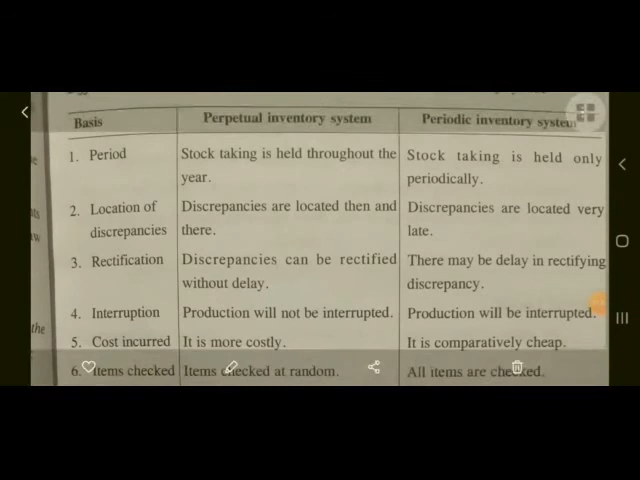 Basis Perpetual inventory system Periodic inventory system
1. Period Stock taking is held throughout the Stock taking is held only
year. periodically.
2. Location of Discrepancies are located then and Discrepancies are located very
discrepancies there. late.
3. Rectification Discrepancies can be rectified There may be delay in rectifying
without delay. discrepancy.
4. Interruption Production will not be interrupted. Production will be interrupted.
the
5. Cost incurred It is more costly. It is comparatively cheap.
6. Items checked Items checked at random. All items are checked.